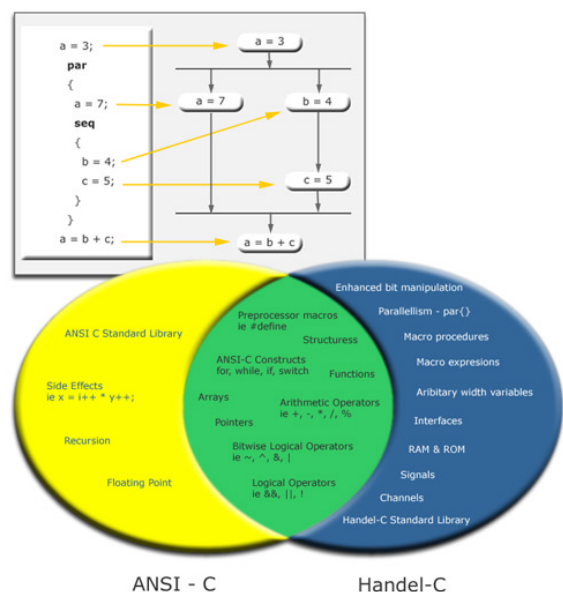 a = 3;
par
{
a = 7;
seq
{
b = 4;
c = 5;
}
}
a = b + c;
a = 3
a = 7
b = 4
c = 5
a = b + c
ANSI C Standard Library
Side Effects
ie x = i++ * y++;
Recursion
Floating Point
Preprocessor macros
ie #define
Structuress
ANSI-C Constructs
for, while, if, switch
Functions
Arrays
Arithmetic Operators
ie +, -, *, /, %
Pointers
Bitwise Logical Operators
ie ~, ^, &, |
Logical Operators
ie &&, ||, !
Enhanced bit manipulation
Parallelism - par{}
Macro procedures
Macro expresions
Aribitary width variables
Interfaces
RAM & ROM
Signals
Channels
Handel-C Standard Library
ANSI - C
Handel-C